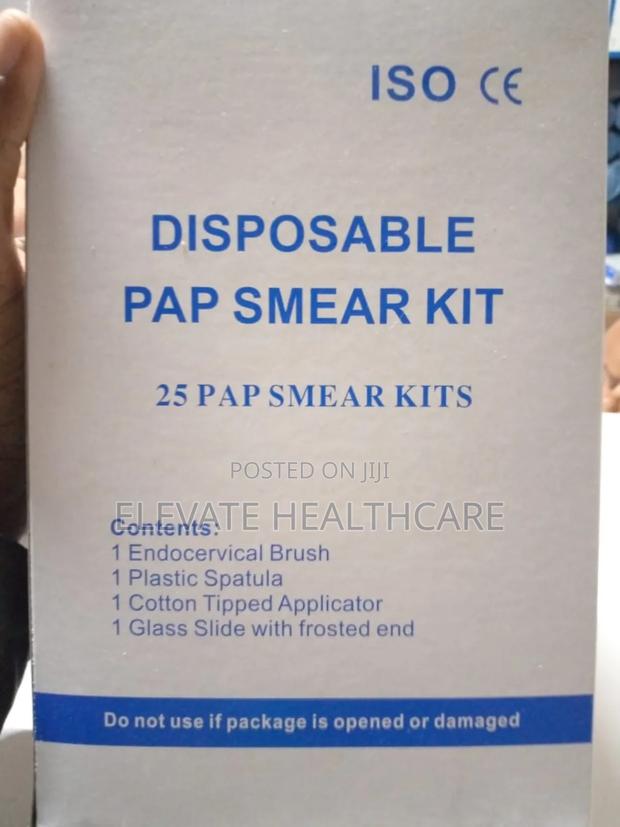 ISO CE
DISPOSABLE
PAP SMEAR KIT
25 PAP SMEAR KITS
POSTED ON JIJI
ELEVATE HEALTHCARE
Contents:
1 Endocervical Brush
1 Plastic Spatula
1 Cotton Tipped Applicator
1 Glass Slide with frosted end
Do not use if package is opened or damaged